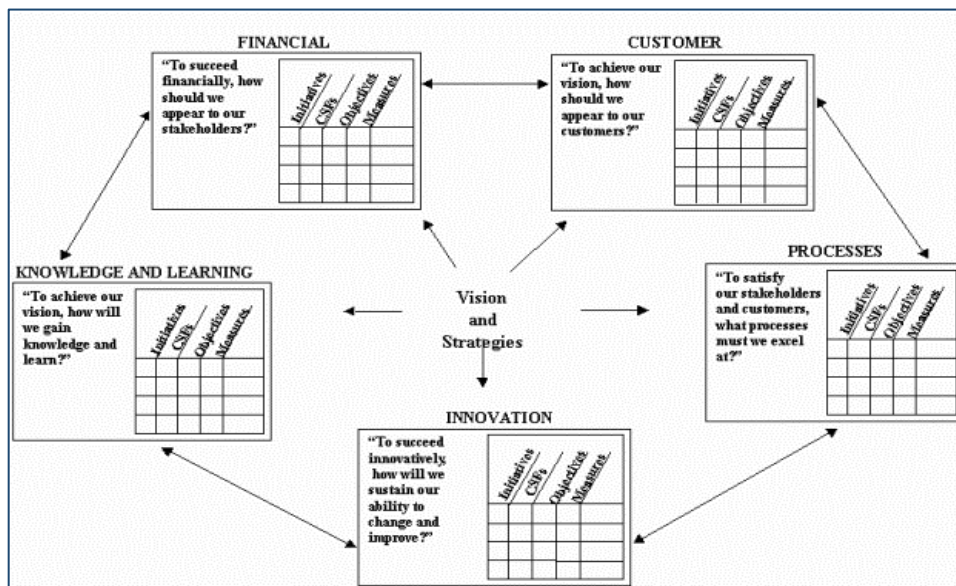 FINANCIAL
“To succeed
financially, how
should we
appear to our
stakeholders?”
Initiatives
CSFs
Objectives
Measures
CUSTOMER
“To achieve our
vision, how
should we
appear to our
customers?”
Initiatives
CSFs
Objectives
Measures
KNOWLEDGE AND LEARNING
“To achieve our
vision, how will
we gain
knowledge and
learn?”
Initiatives
CSFs
Objectives
Measures
Vision
and
Strategies
PROCESSES
“To satisfy
our stakeholders
and customers,
what processes
must we excel
at?”
Initiatives
CSFs
Objectives
Measures
INNOVATION
“To succeed
innovatively,
how will we
sustain our
ability to
change and
improve?”
Initiatives
CSFs
Objectives
Measures